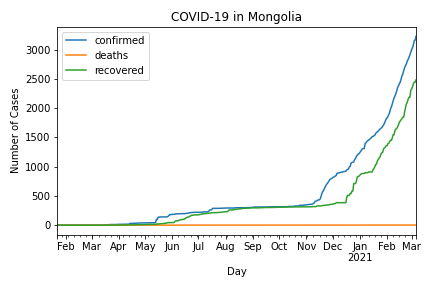 COVID-19 in Mongolia
confirmed
deaths
recovered
Number of Cases
3000
2500
2000
1500
1000
500
0
Feb Mar Apr May Jun Jul Aug Sep Oct Nov Dec Jan Feb Mar
2021
Day